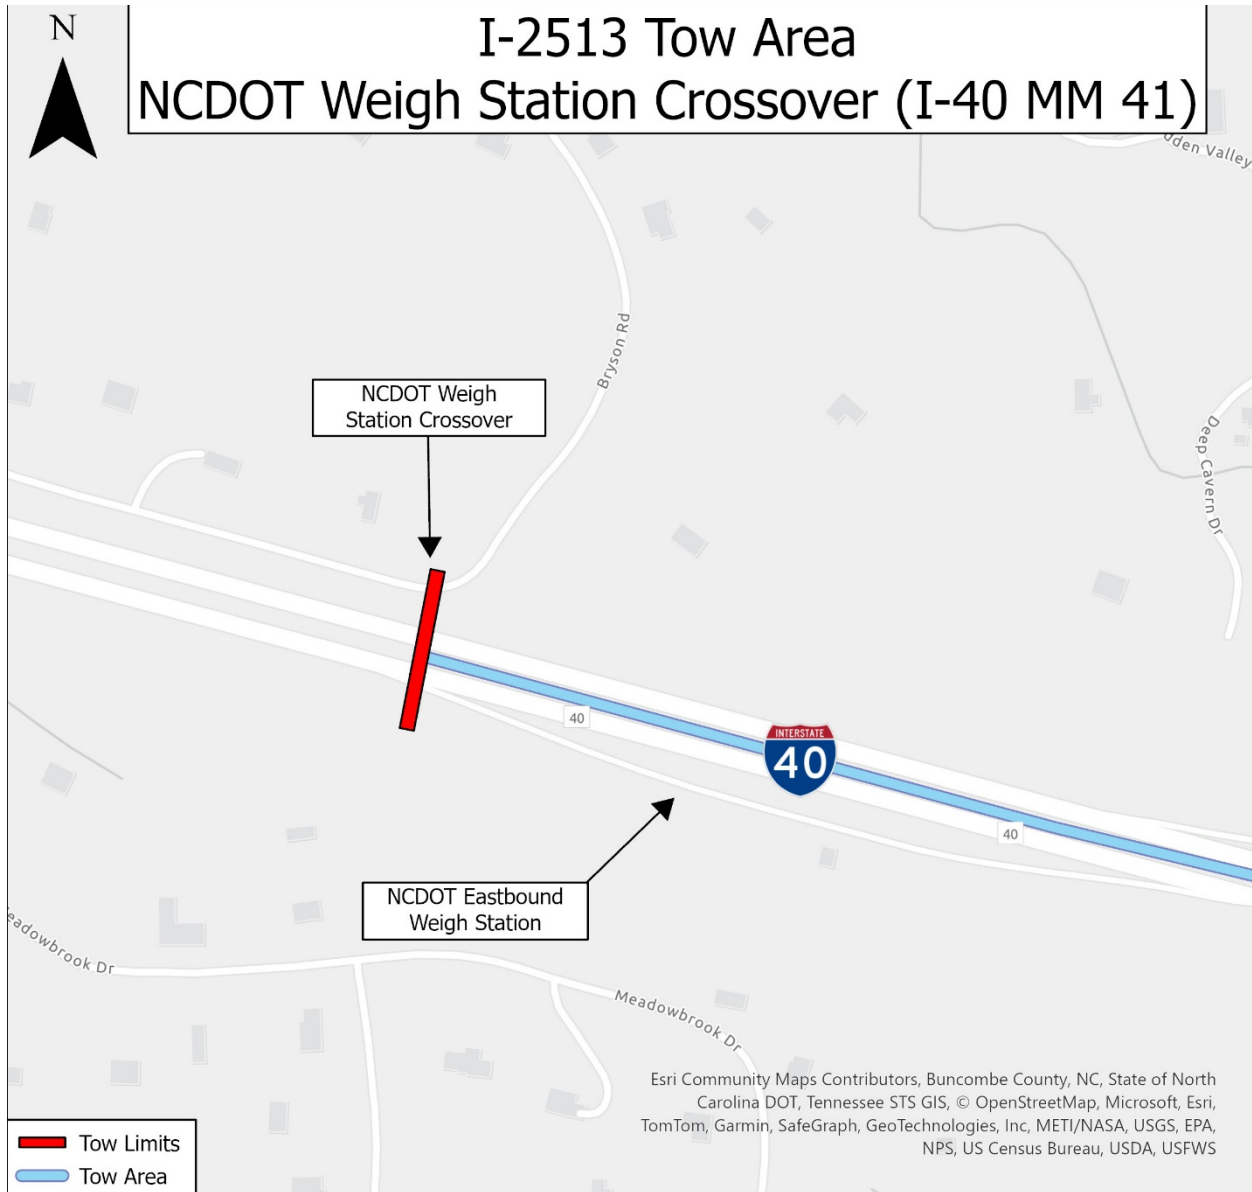 N
I-2513 Tow Area
NCDOT Weigh Station Crossover (I-40 MM 41)
dden Valley
Bryson Rd
NCDOT Weigh
Station Crossover
Deep Cavern Dr
40
INTERSTATE
40
40
NCDOT Eastbound
Weigh Station
Meadowbrook Dr
Meadowbrook Dr
Esri Community Maps Contributors, Buncombe County, NC, State of North
Carolina DOT, Tennessee STS GIS, © OpenStreetMap, Microsoft, Esri,
TomTom, Garmin, SafeGraph, GeoTechnologies, Inc, METI/NASA, USGS, EPA,
NPS, US Census Bureau, USDA, USFWS
Tow Limits
Tow Area